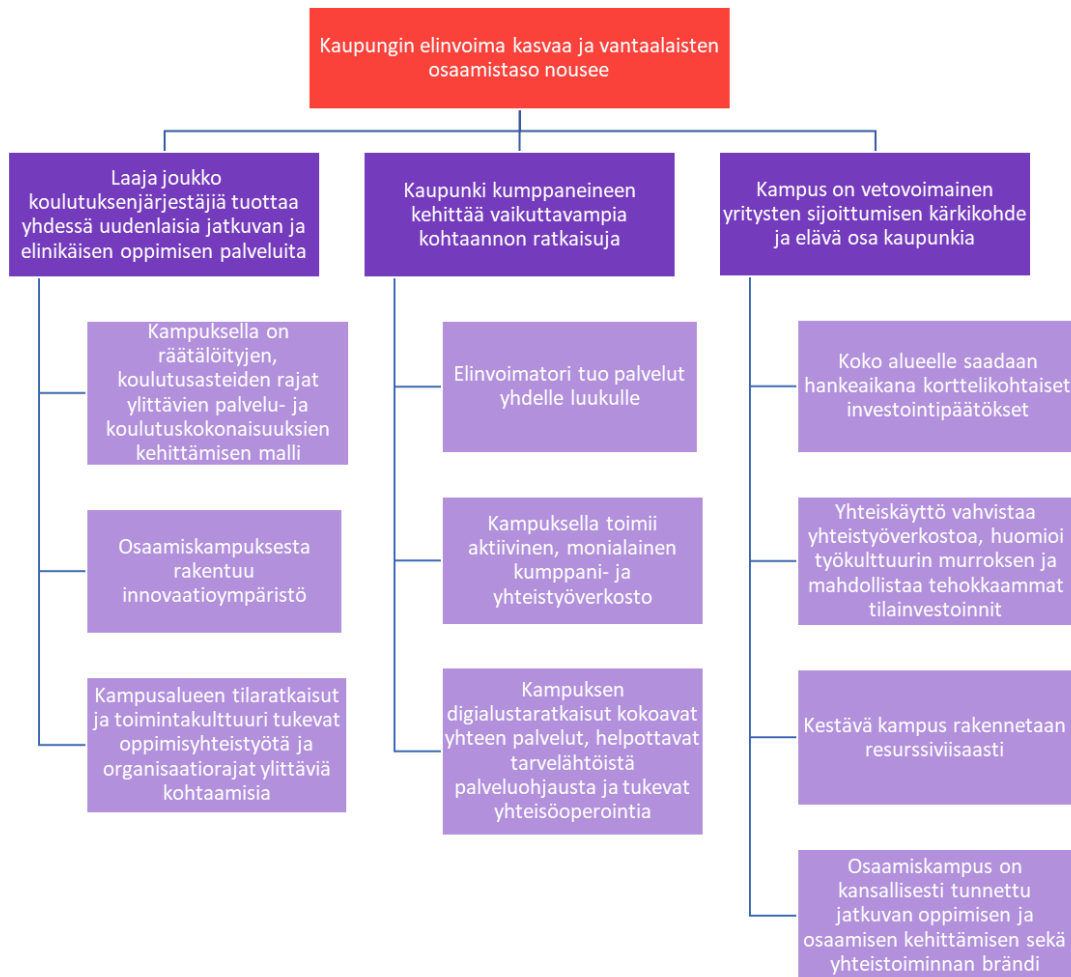 Kaupungin elinvoima kasvaa ja vantaalaisten
osaamistaso nousee
Laaja joukko
koulutuksenjärjestäjiä tuottaa
yhdessä uudenlaisia jatkuvan ja
elinikäisen oppimisen palveluita
Kampuksella on
räätälöityjen,
koulutusasteiden rajat
ylittävien palvelu- ja
koulutuskokonaisuuksien
kehittämisen malli
Osaamiskampuksesta
rakentuu
innovaatioympäristö
Kampusalueen tilaratkaisut
ja toimintakulttuuri tukevat
oppimisyhteistyötä ja
organisaatiorajat ylittäviä
kohtaamisia
Kaupunki kumppaneineen
kehittää vaikuttavampia
kohtaannon ratkaisuja
Elinvoimatori tuo palvelut
yhdelle luukulle
Kampuksella toimii
aktiivinen, monialainen
kumppani- ja
yhteistyöverkosto
Kampuksen
digialustaratkaisut kokoavat
yhteen palvelut, helpottavat
tarvelähtöistä
palveluohjausta ja tukevat
yhteisöoperointia
Kampus on vetovoimainen
yritysten sijoittumisen kärkikohde
ja elävä osa kaupunkia
Koko alueelle saadaan
hankeaikana korttelikohtaiset
investointipäätökset
Yhteiskäyttö vahvistaa
yhteistyöverkostoa, huomioi
työkulttuurin murroksen ja
mahdollistaa tehokkaammat
tilainvestoinnit
Kestävä kampus rakennetaan
resurssiviisaasti
Osaamiskampus on
kansallisesti tunnettu
jatkuvan oppimisen ja
osaamisen kehittämisen sekä
yhteistoiminnan brändi